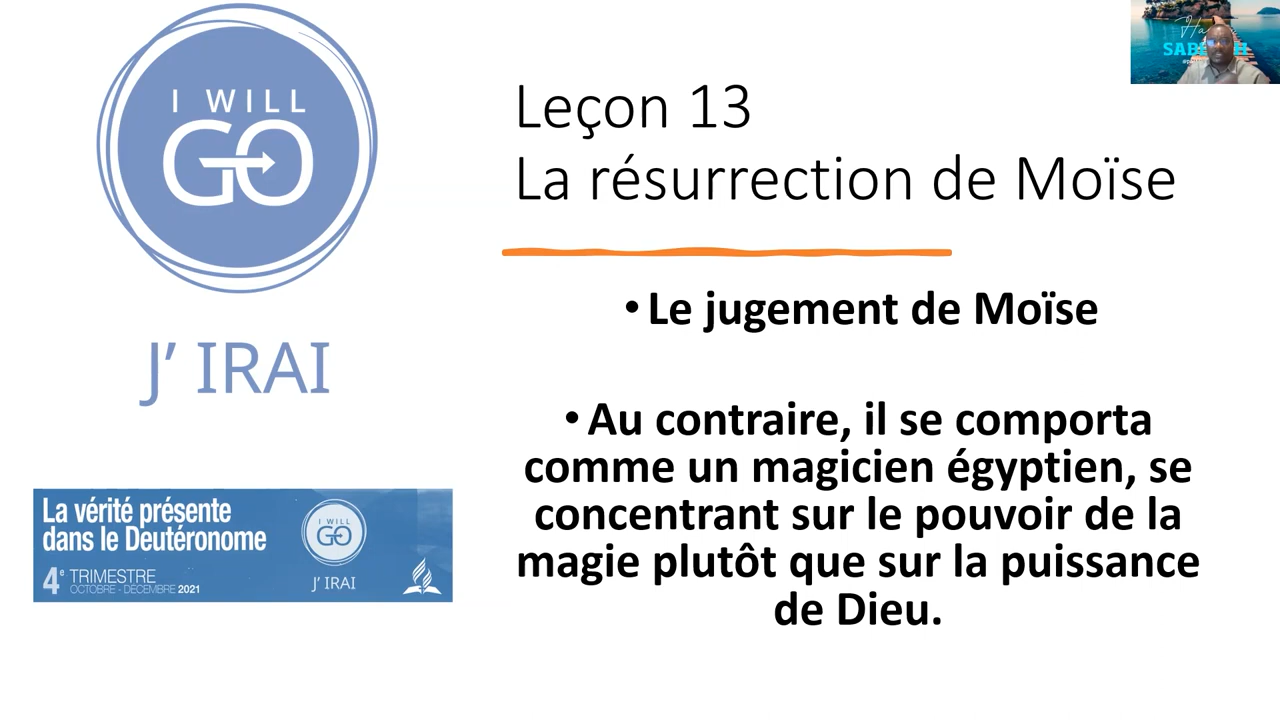 I WILL
GO
J’ IRAI
La vérité présente
dans le Deutéronome
4e TRIMESTRE
OCTOBRE - DÉCEMBRE 2021
I WILL
GO
J’ IRAI
Leçon 13
La résurrection de Moïse
• Le jugement de Moïse
• Au contraire, il se comporta
comme un magicien égyptien, se
concentrant sur le pouvoir de la
magie plutôt que sur la puissance
de Dieu.